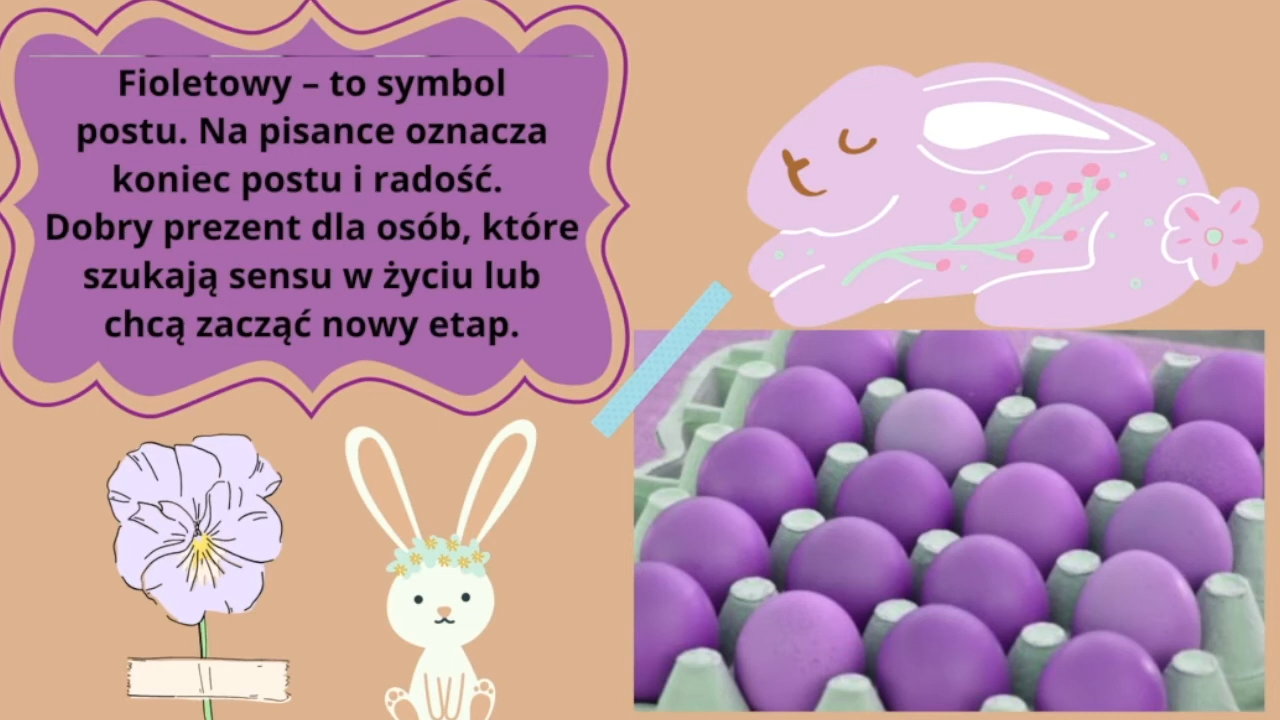 Fioletowy – to symbol
postu. Na pisance oznacza
koniec postu i radość.
Dobry prezent dla osób, które
szukają sensu w życiu lub
chcą zacząć nowy etap.